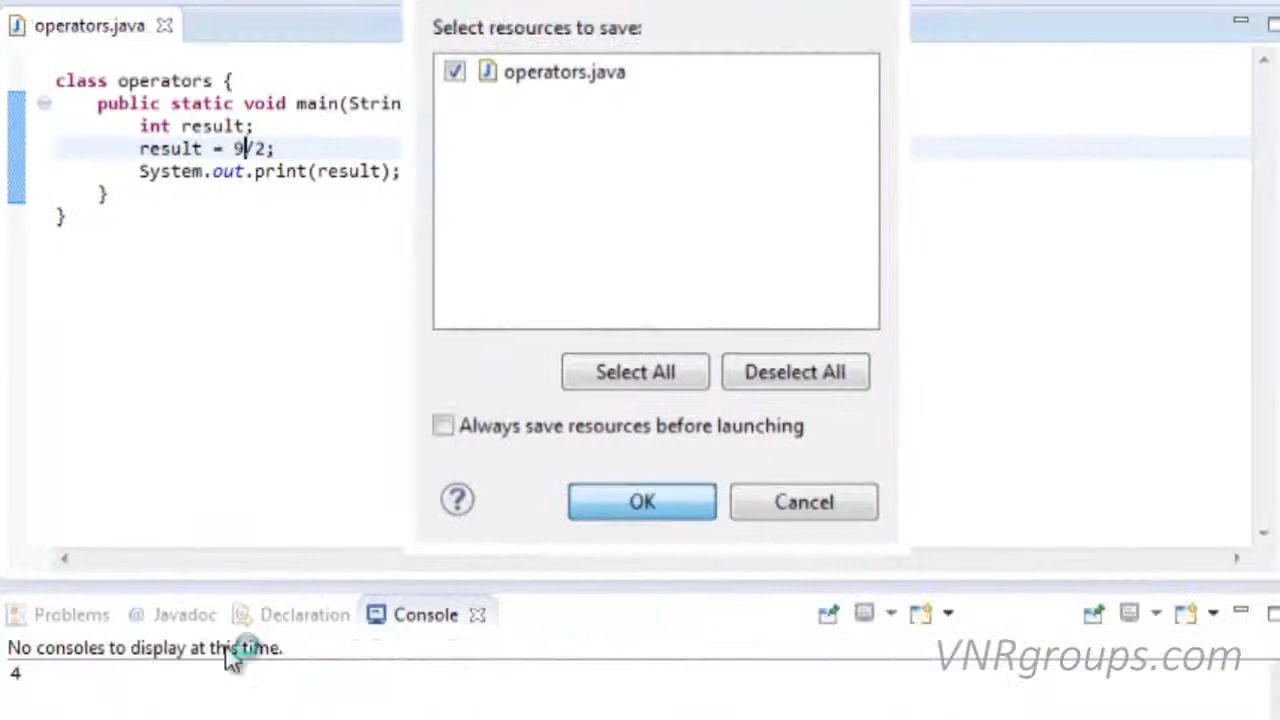 operators.java
class operators {
public static void main(Strin
int result;
result = 9/2;
System.out.print(result);
}
}
Select resources to save:
operators.java
Select All
Deselect All
Always save resources before launching
?
OK
Cancel
Problems @ Javadoc Declaration Console
No consoles to display at this time.
4
VNRgroups.com